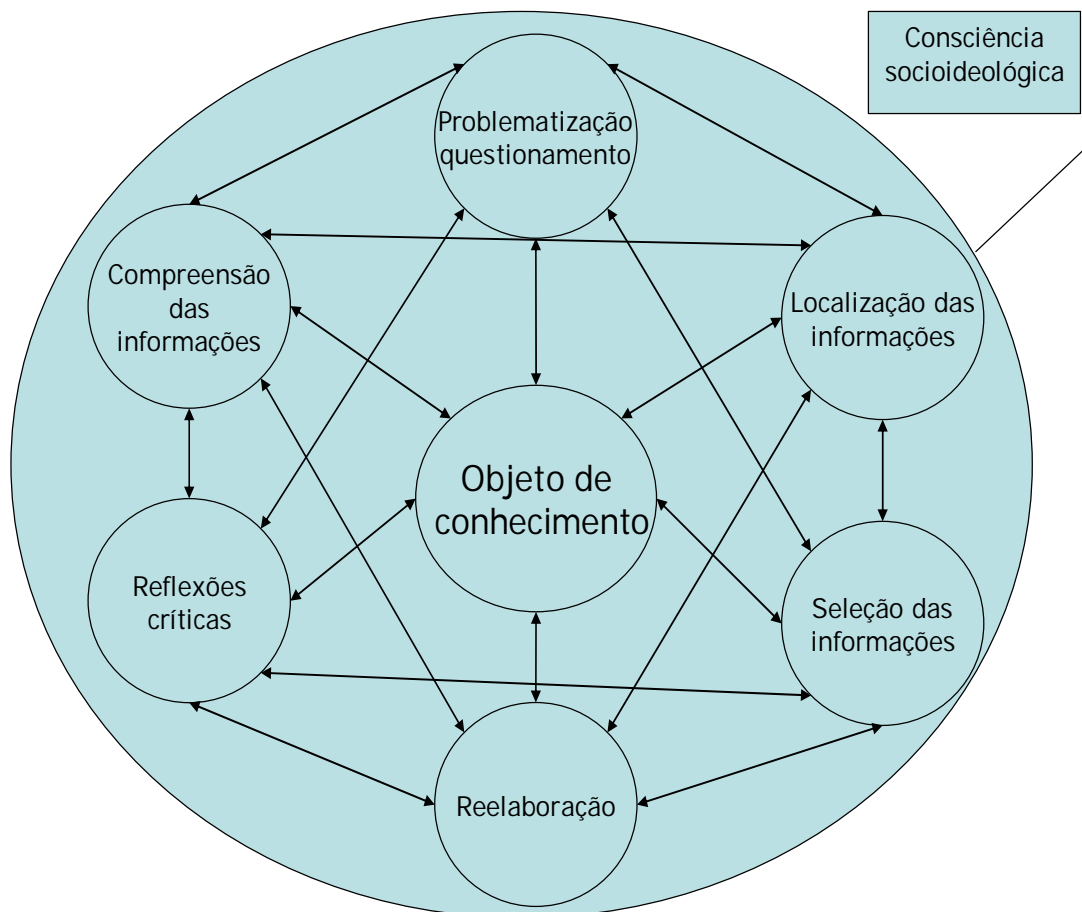 Consciência
socioideológica
Problematização
questionamento
Compreensão
das
informações
Localização das
informações
Objeto de
conhecimento
Reflexões
críticas
Seleção das
informações
Reelaboração